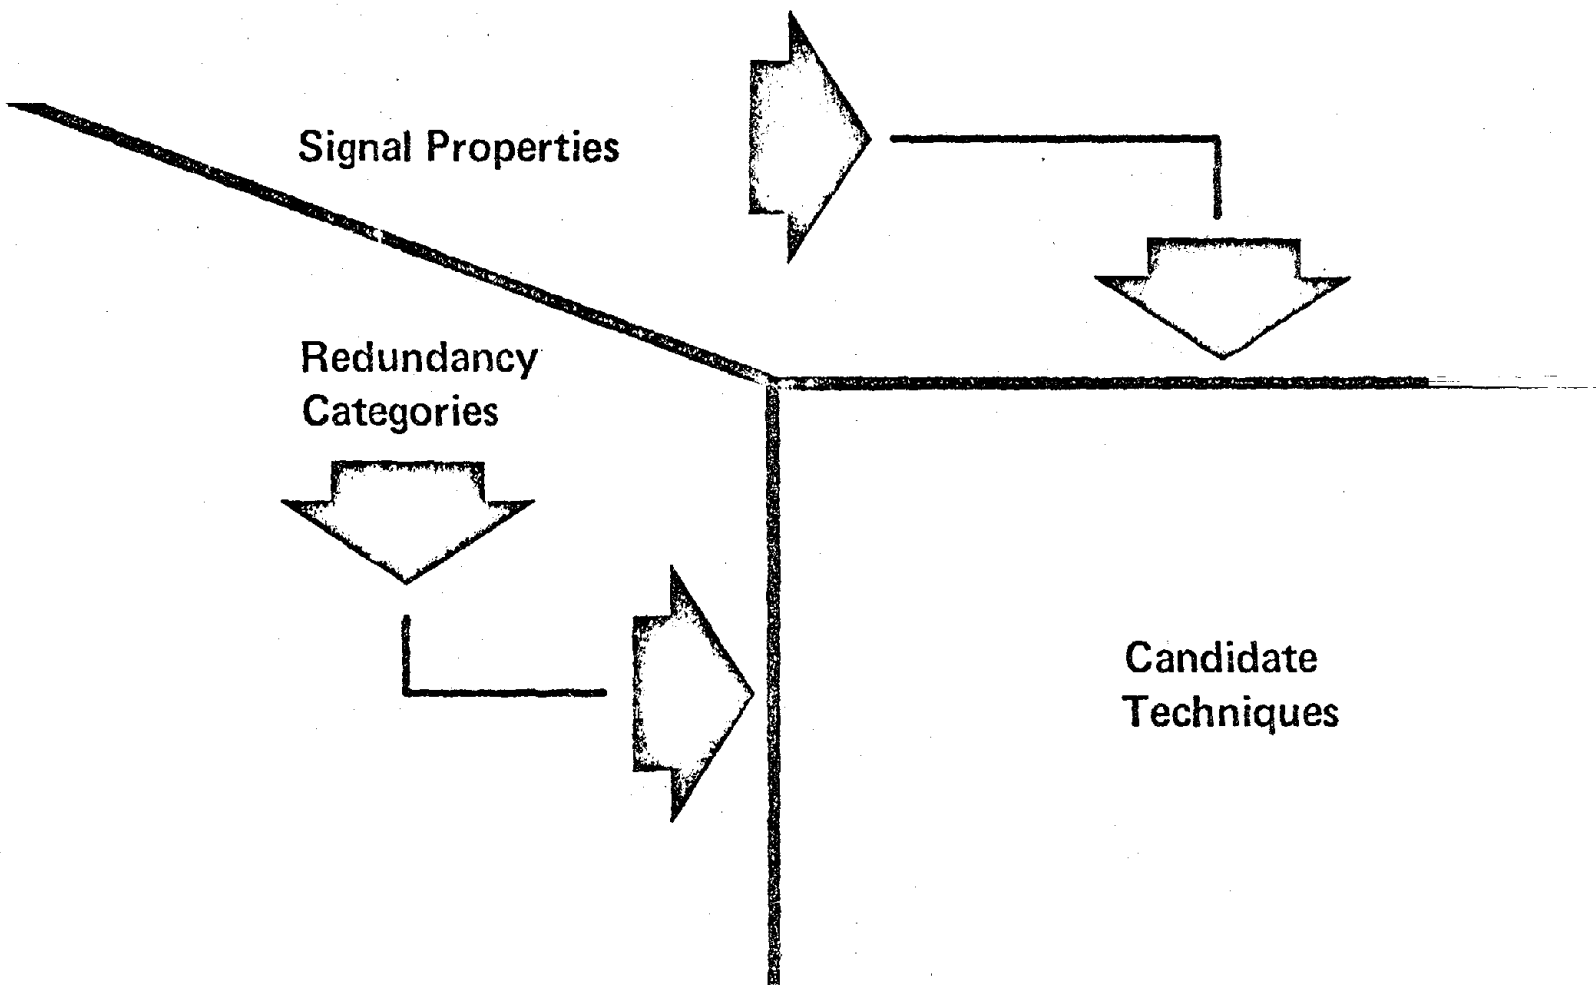 Signal Properties
Redundancy
Categories
Candidate
Techniques